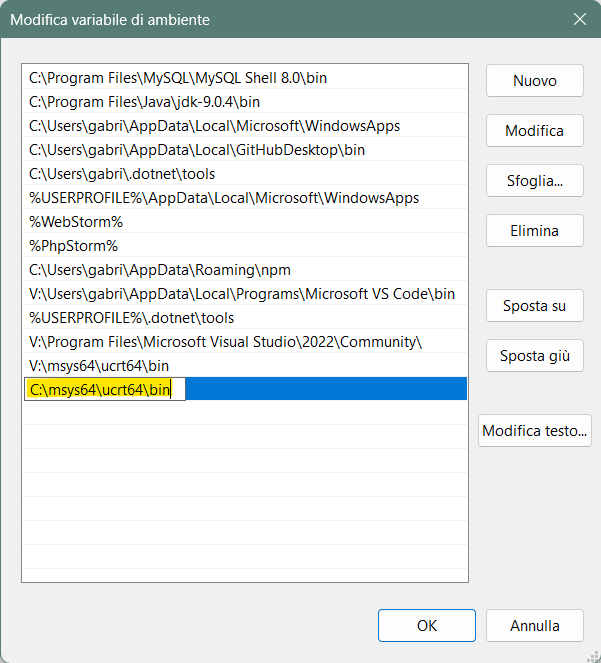 Modifica variabile di ambiente
C:\Program Files\MySQL\MySQL Shell 8.0\bin
C:\Program Files\Java\jdk-9.0.4\bin
C:\Users\gabri\AppData\Local\Microsoft\WindowsApps
C:\Users\gabri\AppData\Local\GitHubDesktop\bin
C:\Users\gabri\.dotnet\tools
%USERPROFILE%\AppData\Local\Microsoft\WindowsApps
%WebStorm%
%PhpStorm%
C:\Users\gabri\AppData\Roaming\npm
V:\Users\gabri\AppData\Local\Programs\Microsoft VS Code\bin
%USERPROFILE%\.dotnet\tools
V:\Program Files\Microsoft Visual Studio\2022\Community\
V:\msys64\ucrt64\bin
C:\msys64\ucrt64\bin
Nuovo
Modifica
Sfoglia...
Elimina
Sposta su
Sposta giù
Modifica testo...
OK
Annulla